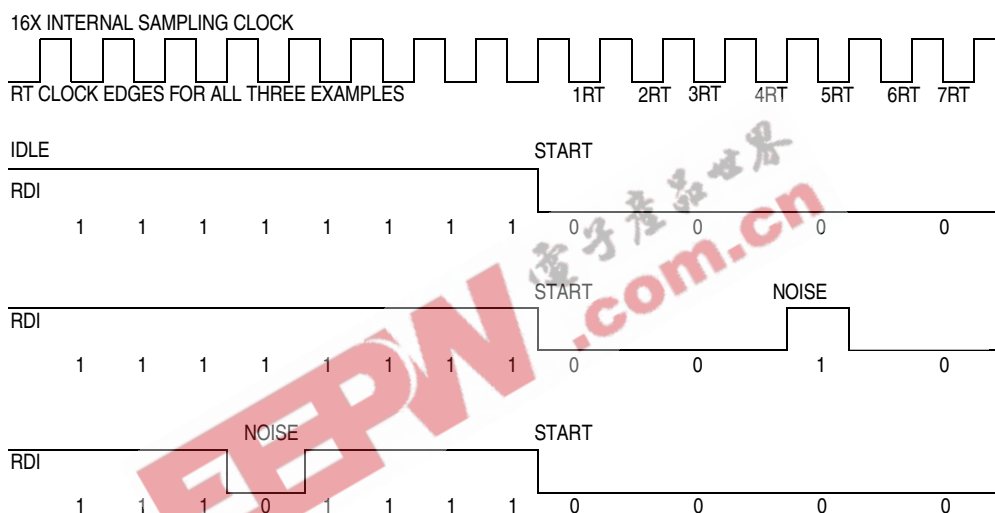 16X INTERNAL SAMPLING CLOCK
RT CLOCK EDGES FOR ALL THREE EXAMPLES 1RT 2RT 3RT 4RT 5RT 6RT 7RT
IDLE START
RDI
1 1 1 1 1 1 1 1 0 0 0 0
START NOISE
RDI
1 1 1 1 1 1 1 1 0 0 1 0
NOISE START
RDI
1 1 1 0 1 1 1 1 0 0 0 0
EEPW
電子產品世界
.com.cn